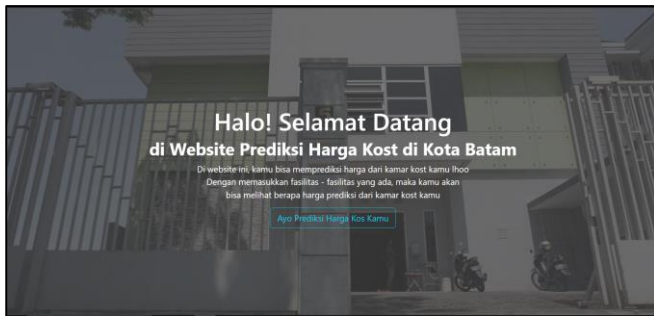 Halo! Selamat Datang
di Website Prediksi Harga Kost di Kota Batam
Di website ini, kamu bisa memprediksi harga dari kamar kost kamu lhoo
Dengan memasukkan fasilitas - fasilitas yang ada, maka kamu akan
bisa melihat berapa harga prediksi dari kamar kost kamu
Ayo Prediksi Harga Kos Kamu